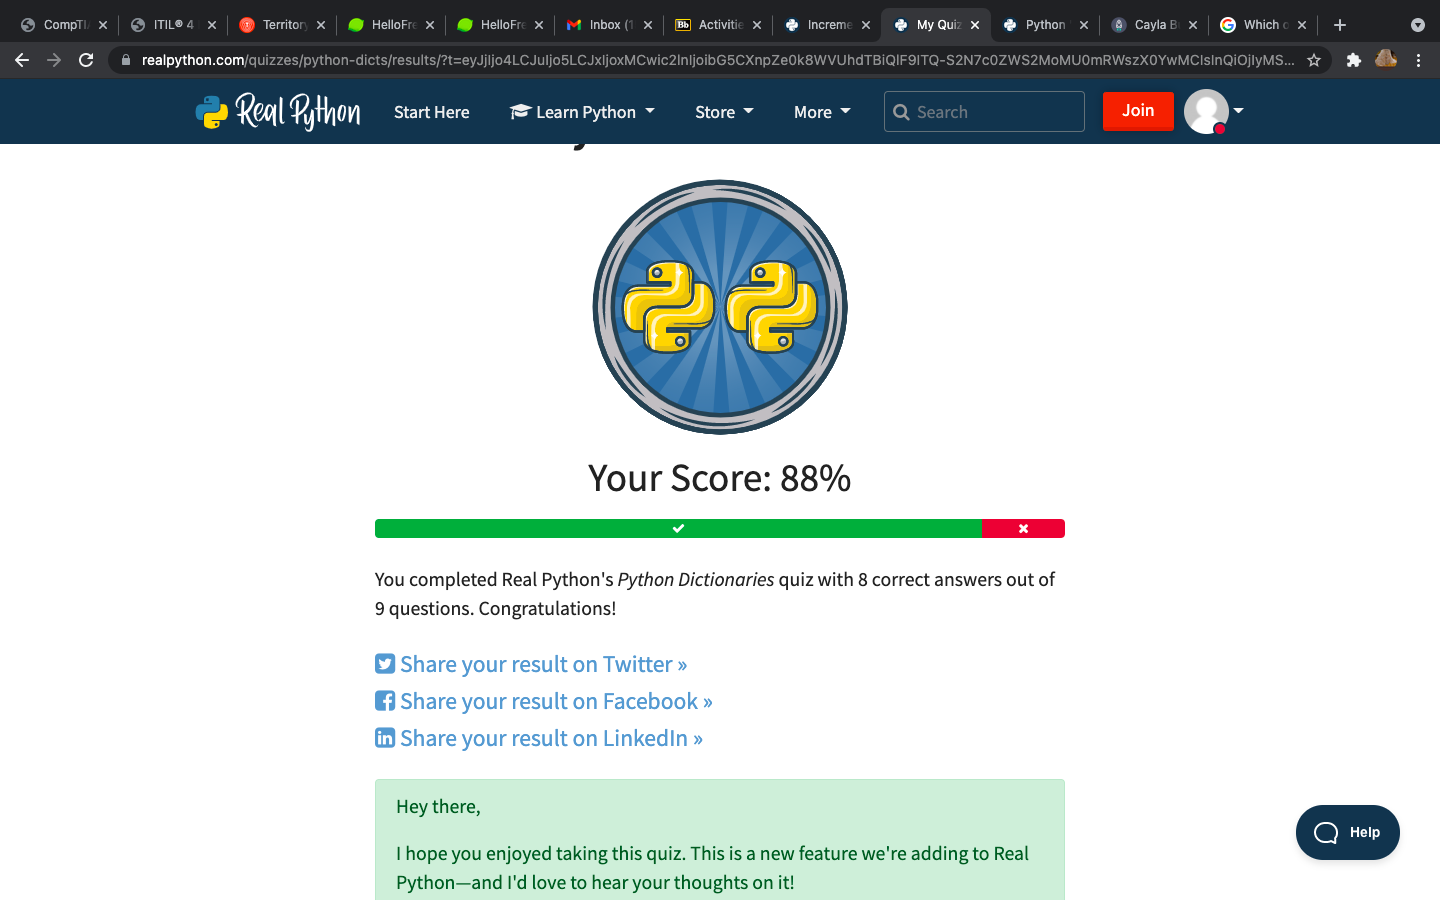 CompTI
ITIL® 4
Territory
HelloFre
HelloFre
Inbox (1
Bb
Activitie
Increme
My Quiz
Python
Cayla B
Which o
realpython.com/quizzes/python-dicts/results/?t=
Real Python
Start Here
Learn Python
Store
More
Search
Join
Your Score: 88%
You completed Real Python's Python Dictionaries quiz with 8 correct answers out of
9 questions. Congratulations!
Share your result on Twitter »
Share your result on Facebook »
Share your result on LinkedIn »
Hey there,
I hope you enjoyed taking this quiz. This is a new feature we're adding to Real
Python—and I'd love to hear your thoughts on it!
Help